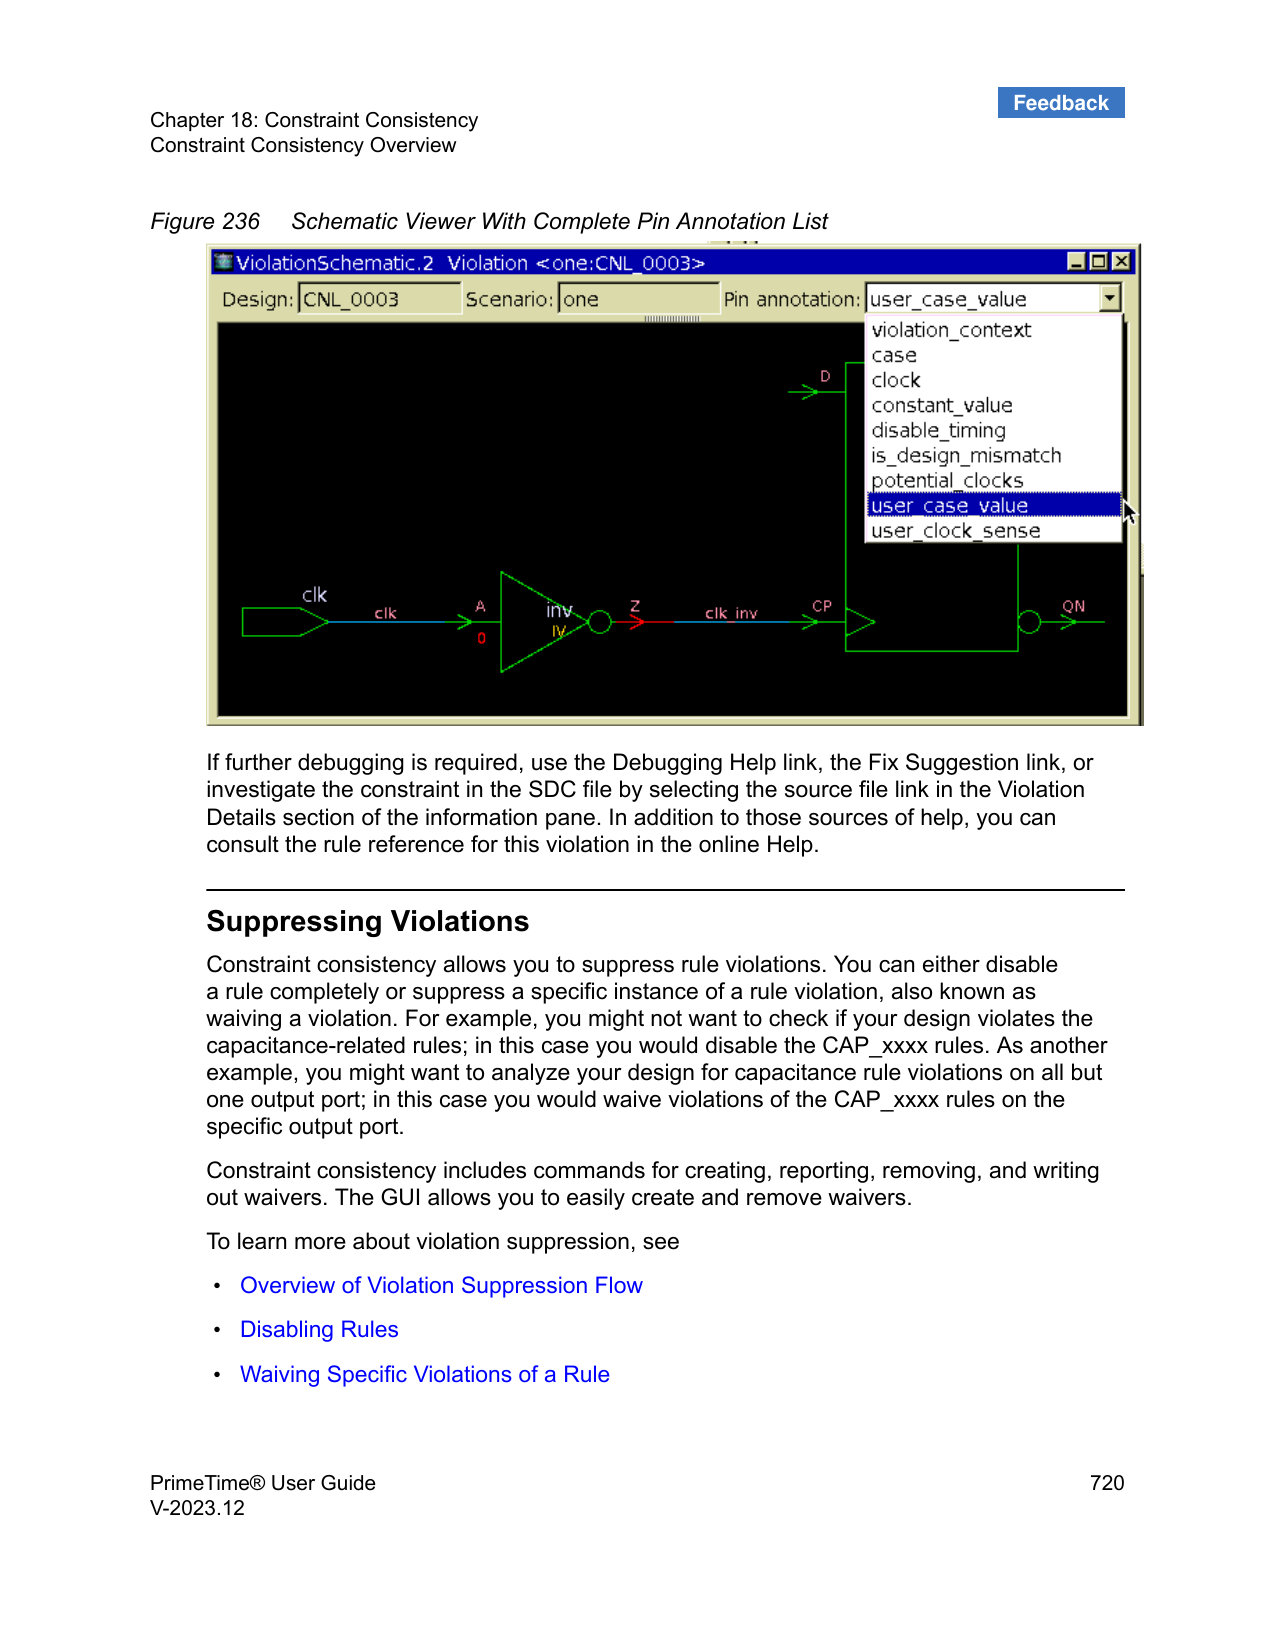 Feedback
Chapter 18: Constraint Consistency
Constraint Consistency Overview
Figure 236 Schematic Viewer With Complete Pin Annotation List
ViolationSchematic.2 Violation <one:CNL_0003>
Design: CNL_0003 Scenario: one Pin annotation: user_case_value
violation_context
case
clock
constant_value
disable_timing
is_design_mismatch
potential_clocks
user_case_value
user_clock_sense
D
clk
clk A inv Z clk_inv CP QN
0 IV
If further debugging is required, use the Debugging Help link, the Fix Suggestion link, or
investigate the constraint in the SDC file by selecting the source file link in the Violation
Details section of the information pane. In addition to those sources of help, you can
consult the rule reference for this violation in the online Help.
Suppressing Violations
Constraint consistency allows you to suppress rule violations. You can either disable
a rule completely or suppress a specific instance of a rule violation, also known as
waiving a violation. For example, you might not want to check if your design violates the
capacitance-related rules; in this case you would disable the CAP_xxxx rules. As another
example, you might want to analyze your design for capacitance rule violations on all but
one output port; in this case you would waive violations of the CAP_xxxx rules on the
specific output port.
Constraint consistency includes commands for creating, reporting, removing, and writing
out waivers. The GUI allows you to easily create and remove waivers.
To learn more about violation suppression, see
• Overview of Violation Suppression Flow
• Disabling Rules
• Waiving Specific Violations of a Rule
PrimeTime® User Guide 720
V-2023.12